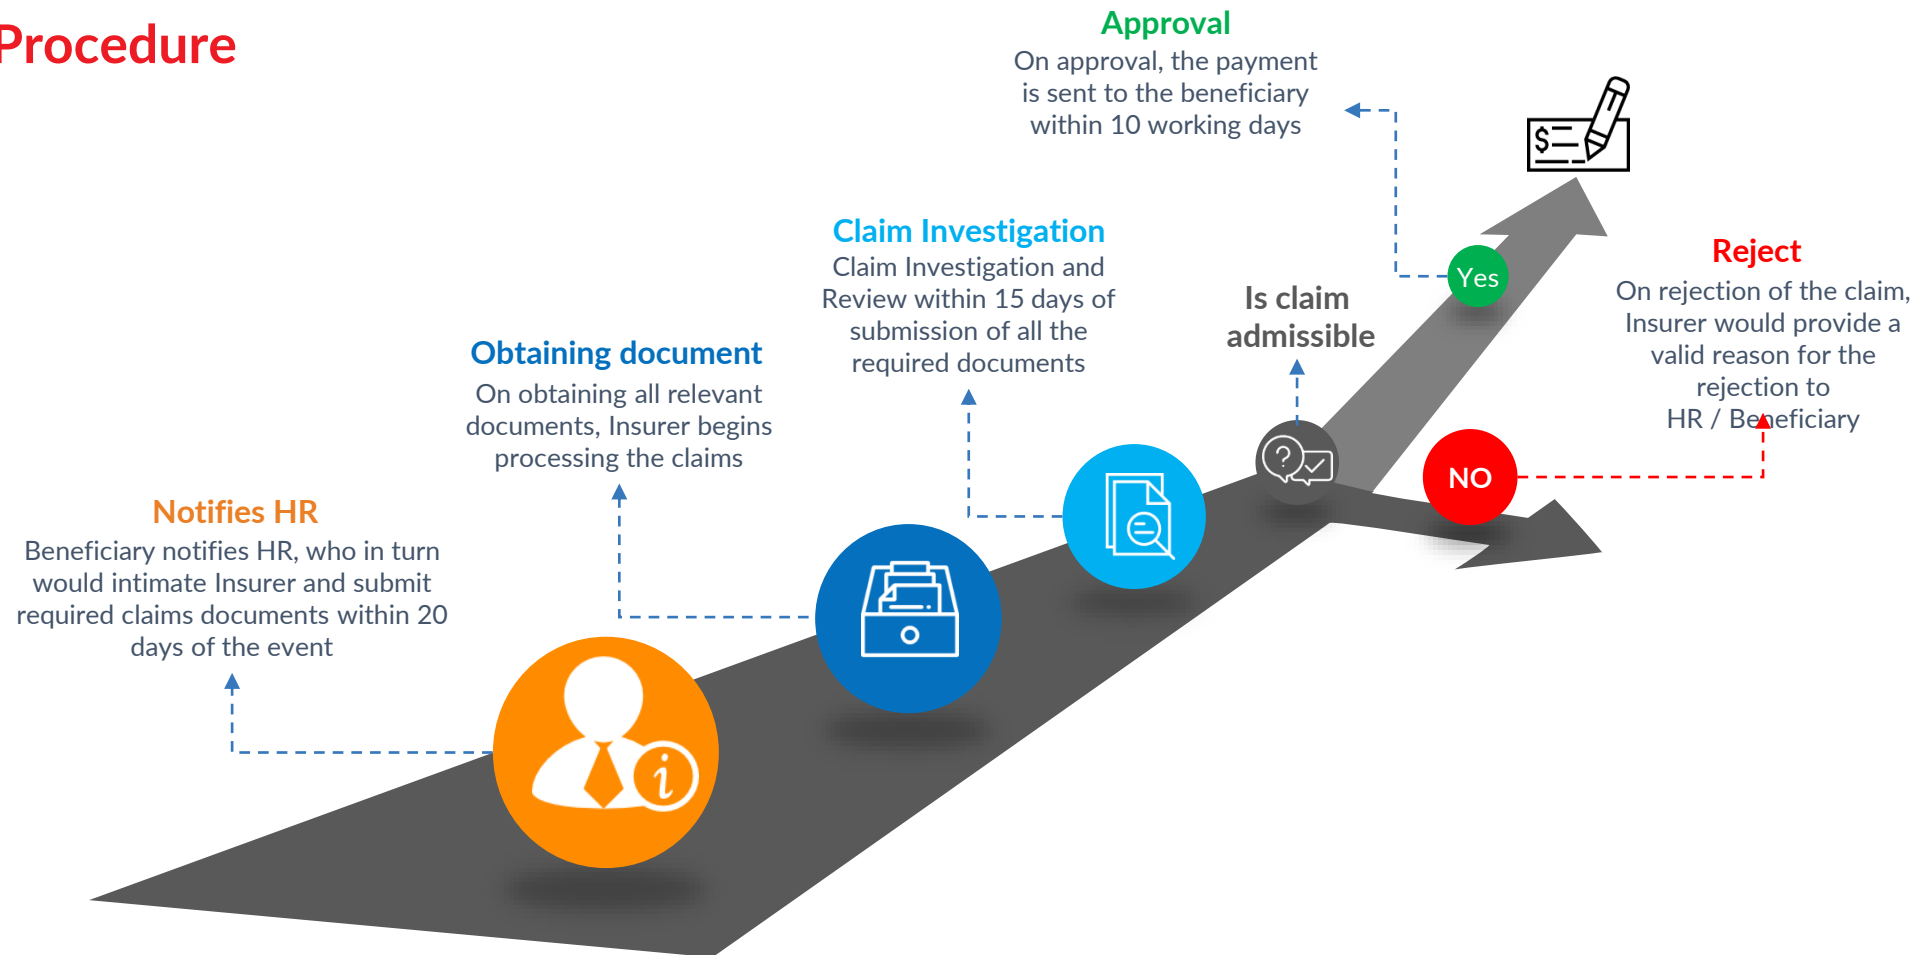 Procedure
Notifies HR
Beneficiary notifies HR, who in turn
would intimate Insurer and submit
required claims documents within 20
days of the event
Obtaining document
On obtaining all relevant
documents, Insurer begins
processing the claims
Claim Investigation
Claim Investigation and
Review within 15 days of
submission of all the
required documents
Is claim
admissible
?
Yes
Approval
On approval, the payment
is sent to the beneficiary
within 10 working days
$
NO
Reject
On rejection of the claim,
Insurer would provide a
valid reason for the
rejection to
HR / Beneficiary
i